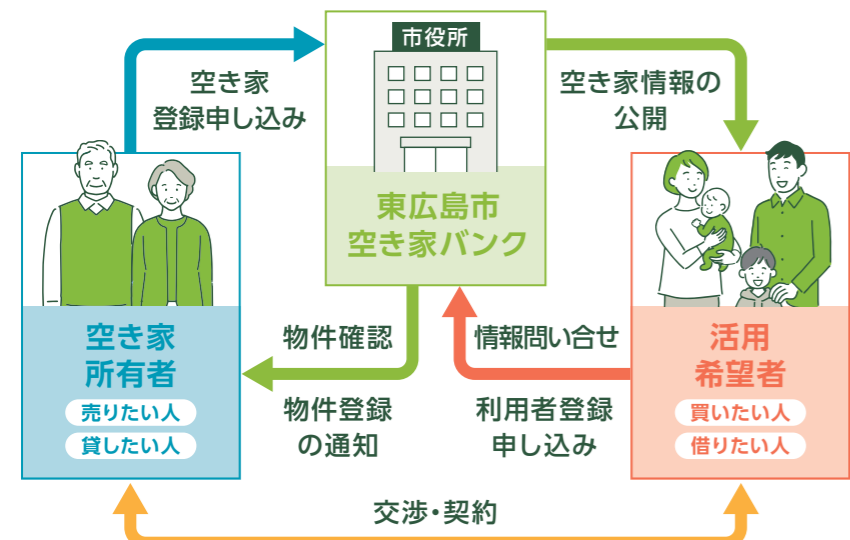 市役所
空き家
登録申し込み
空き家情報の
公開
東広島市
空き家バンク
空き家
所有者
売りたい人
貸したい人
物件確認
物件登録
の通知
情報問い合せ
利用者登録
申し込み
活用
希望者
買いたい人
借りたい人
交渉・契約